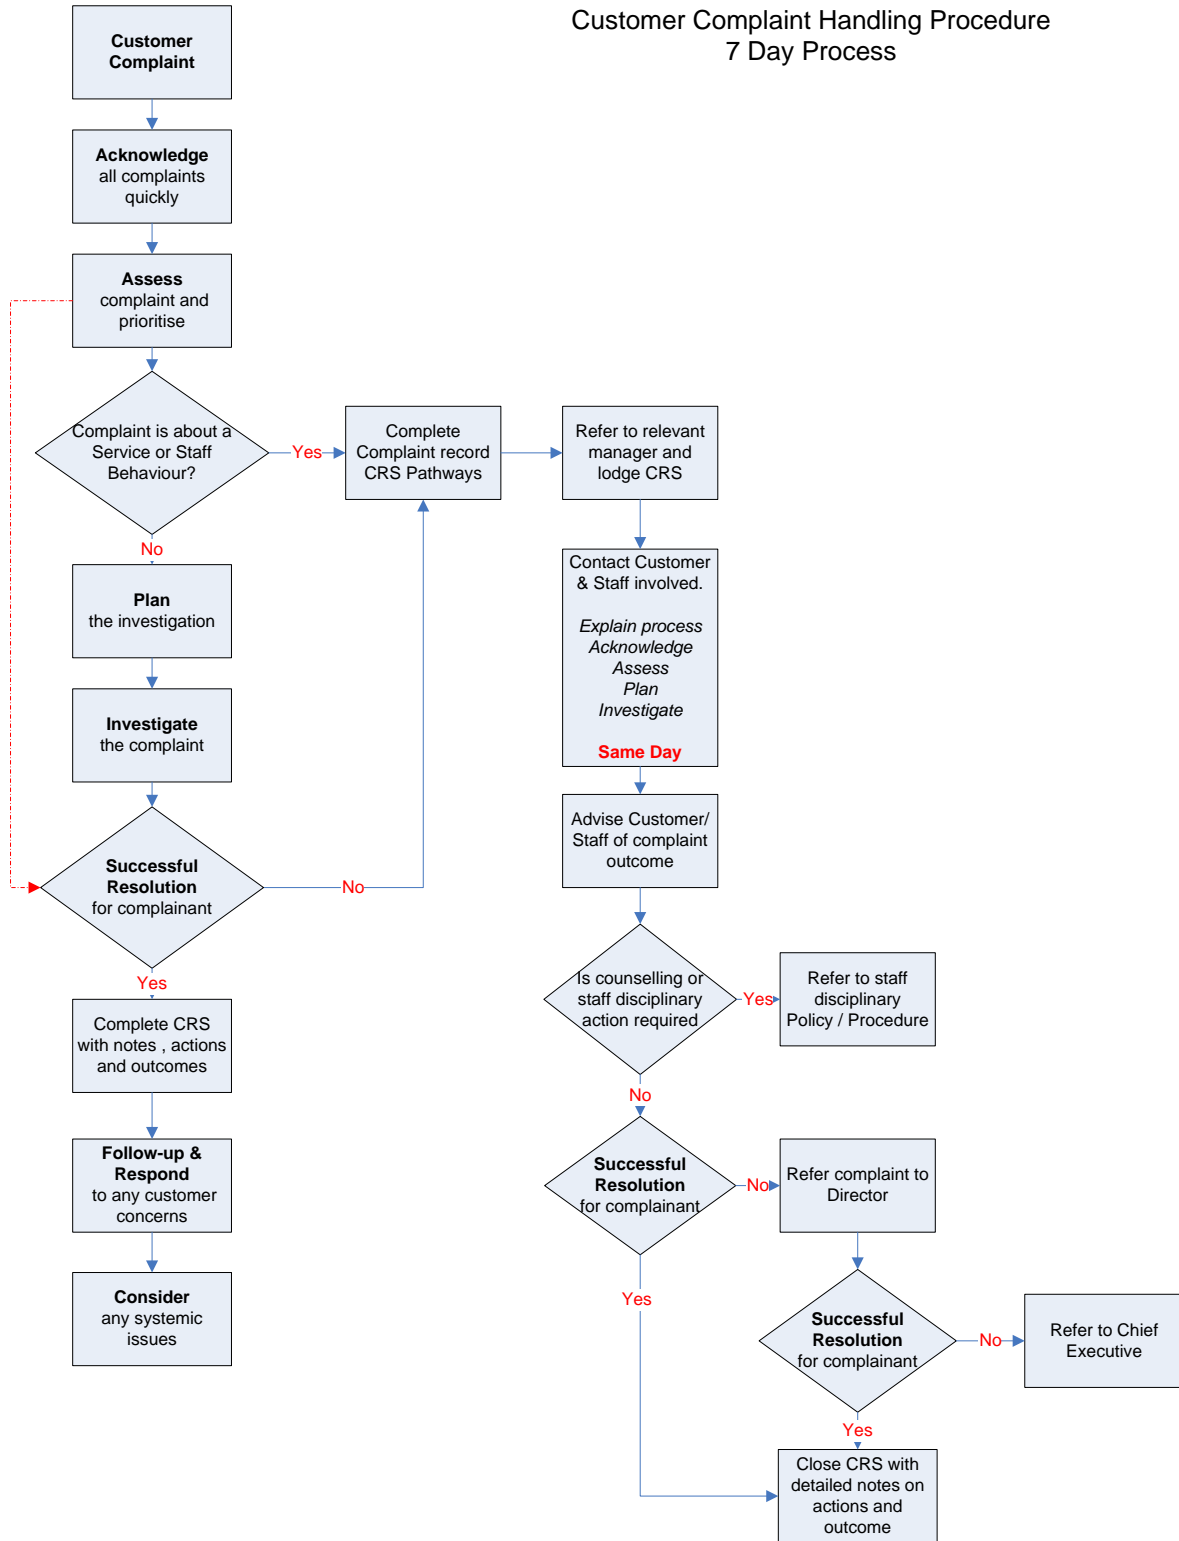 Customer Complaint Handling Procedure
7 Day Process
Customer
Complaint
Acknowledge
all complaints
quickly
Assess
complaint and
prioritise
Complaint is about a
Service or Staff
Behaviour?
Yes
No
Complete
Complaint record
CRS Pathways
Refer to relevant
manager and
lodge CRS
Plan
the investigation
Investigate
the complaint
Successful
Resolution
for complainant
No
Yes
Complete CRS
with notes , actions
and outcomes
Follow-up &
Respond
to any customer
concerns
Consider
any systemic
issues
Contact Customer
& Staff involved.
Explain process
Acknowledge
Assess
Plan
Investigate
Same Day
Advise Customer/
Staff of complaint
outcome
Is counselling or
staff disciplinary
action required
Yes
Refer to staff
disciplinary
Policy / Procedure
No
Successful
Resolution
for complainant
No
Refer complaint to
Director
Yes
Successful
Resolution
for complainant
No
Refer to Chief
Executive
Yes
Close CRS with
detailed notes on
actions and
outcome